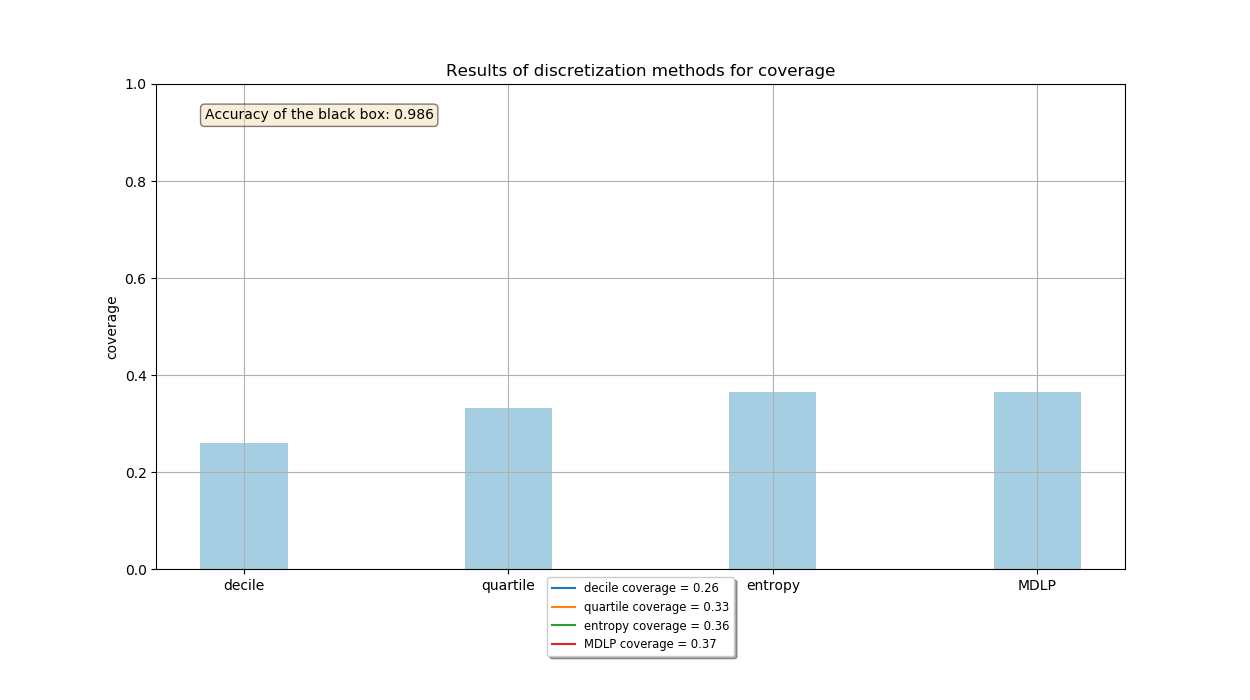 Results of discretization methods for coverage
1.0
Accuracy of the black box: 0.986
0.8
0.6
coverage
0.4
0.2
0.0
decile quartile entropy MDLP
decile coverage = 0.26
quartile coverage = 0.33
entropy coverage = 0.36
MDLP coverage = 0.37